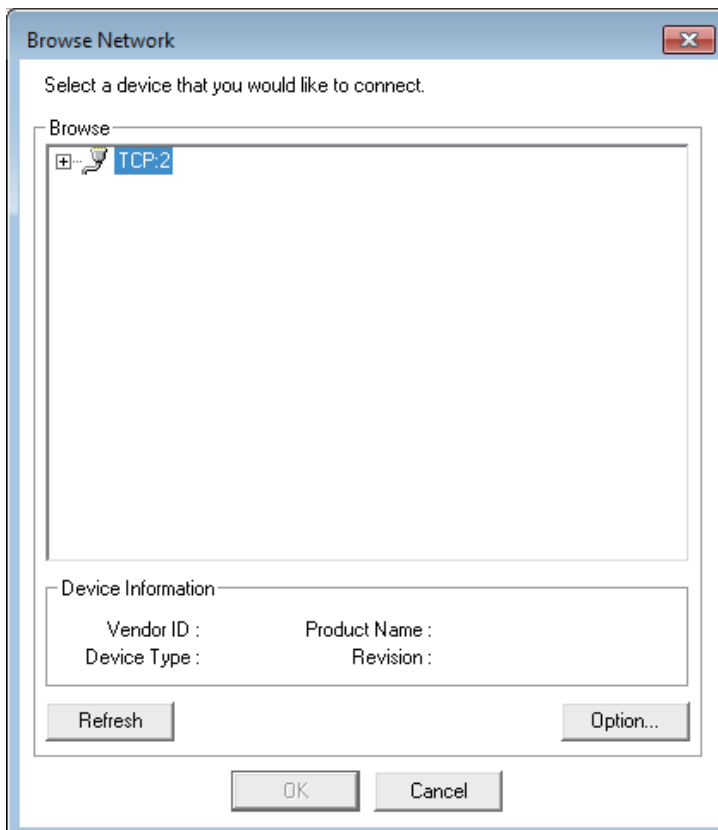 Browse Network
Select a device that you would like to connect.
Browse
TCP:2
Device Information
Vendor ID : Product Name :
Device Type : Revision :
Refresh Option...
OK Cancel